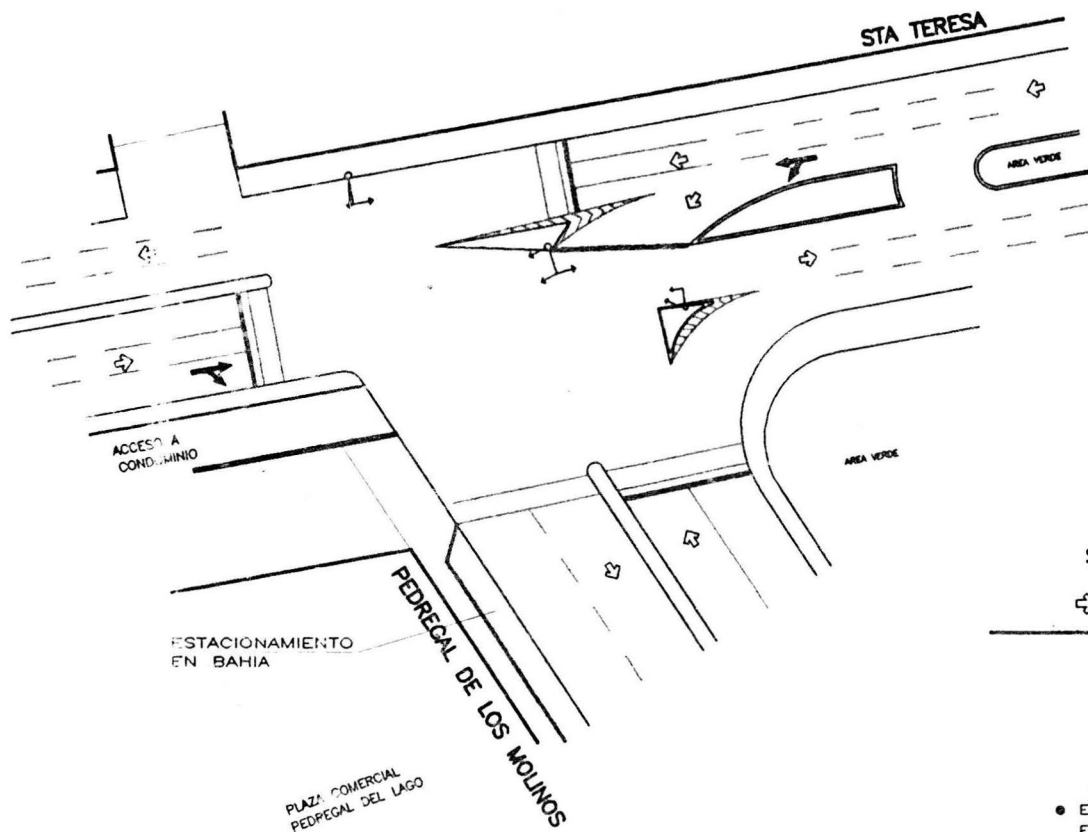 STA TERESA
AREA VERDE
ACCESO A
CONDOMINIO
AREA VERDE
ESTACIONAMIENTO
EN BAHIA
PEDREGAL DE LOS MOLINOS
PLAZA COMERCIAL
PEDREGAL DEL LAGO